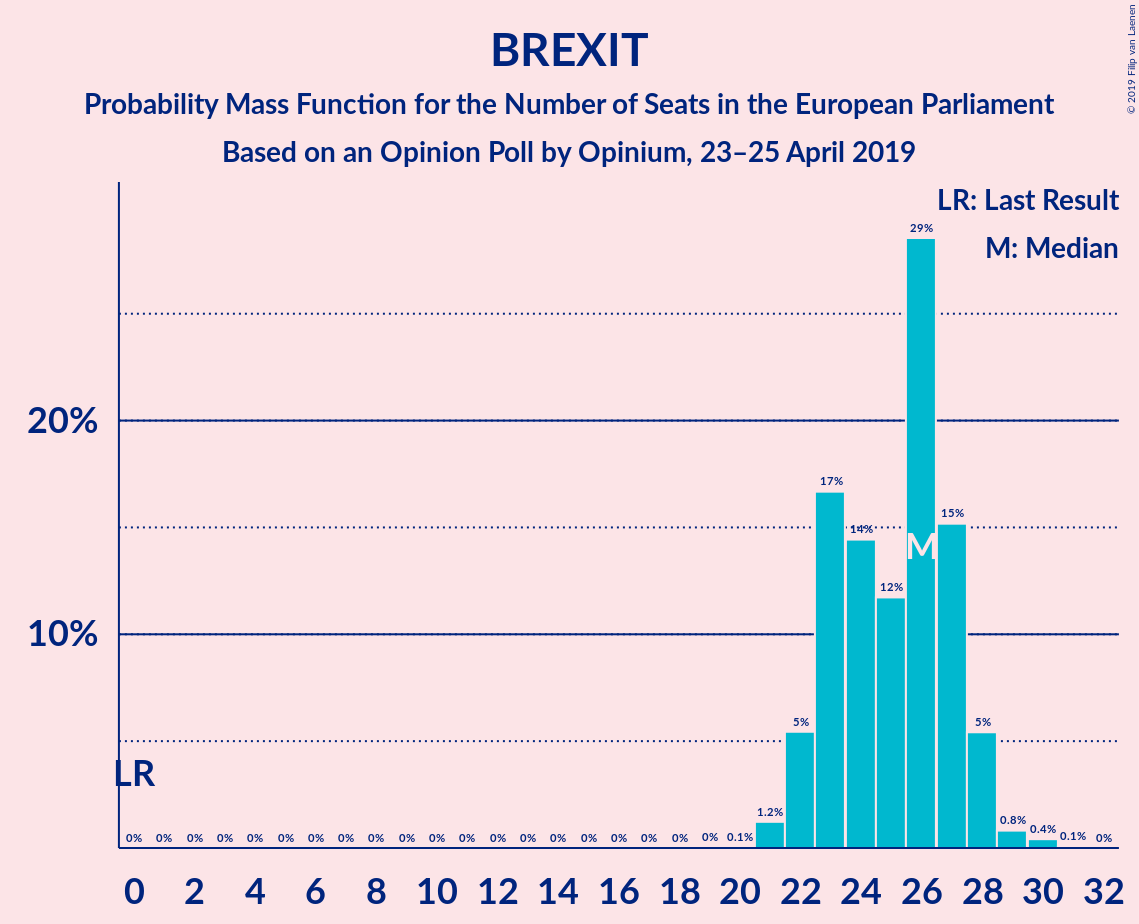 BREXIT
Probability Mass Function for the Number of Seats in the European Parliament
Based on an Opinion Poll by Opinium, 23–25 April 2019
© 2019 Filip van Laenen
LR: Last Result
M: Median
20%
10%
LR
M
0% 0% 0% 0% 0% 0% 0% 0% 0% 0% 0% 0% 0% 0% 0% 0% 0% 0% 0% 0% 0.1% 1.2% 5% 17% 14% 12% 29% 15% 5% 0.8% 0.4% 0.1% 0%
0 2 4 6 8 10 12 14 16 18 20 22 24 26 28 30 32